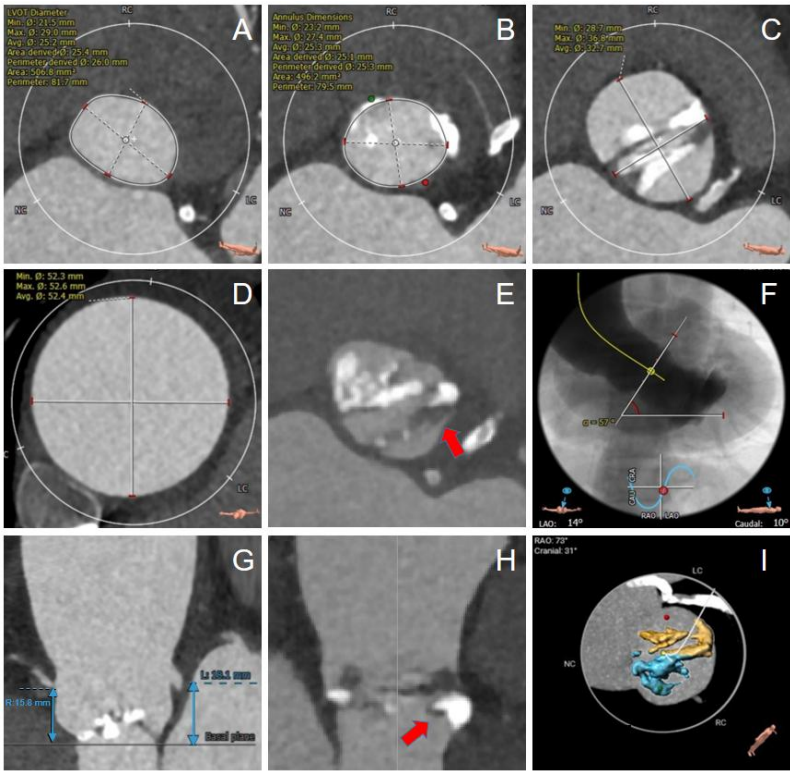 RC
A
LVOT Diameter
Min. Ø: 21.5 mm
Max. Ø: 29.0 mm
Avg. Ø: 25.2 mm
Area derived Ø: 25.4 mm
Perimeter derived Ø: 26.0 mm
Area: 506.8 mm²
Perimeter: 81.7 mm
NC
LC
RC
B
Annulus Dimensions
Min. Ø: 23.2 mm
Max. Ø: 27.4 mm
Avg. Ø: 25.3 mm
Area derived Ø: 25.1 mm
Perimeter derived Ø: 25.3 mm
Area: 496.2 mm²
Perimeter: 79.5 mm
NC
LC
RC
C
Min. Ø: 28.7 mm
Max. Ø: 36.8 mm
Avg. Ø: 32.7 mm
NC
LC
D
Min. Ø: 52.3 mm
Max. Ø: 52.6 mm
Avg. Ø: 52.4 mm
C
LC
E
F
α = 57°
CRA
CAU
RAO LAO
LAO: 14°
Caudal: 10°
G
R:15.8 mm
Basal plane
H
RAO: 73°
Cranial: 31°
I
LC
NC
RC